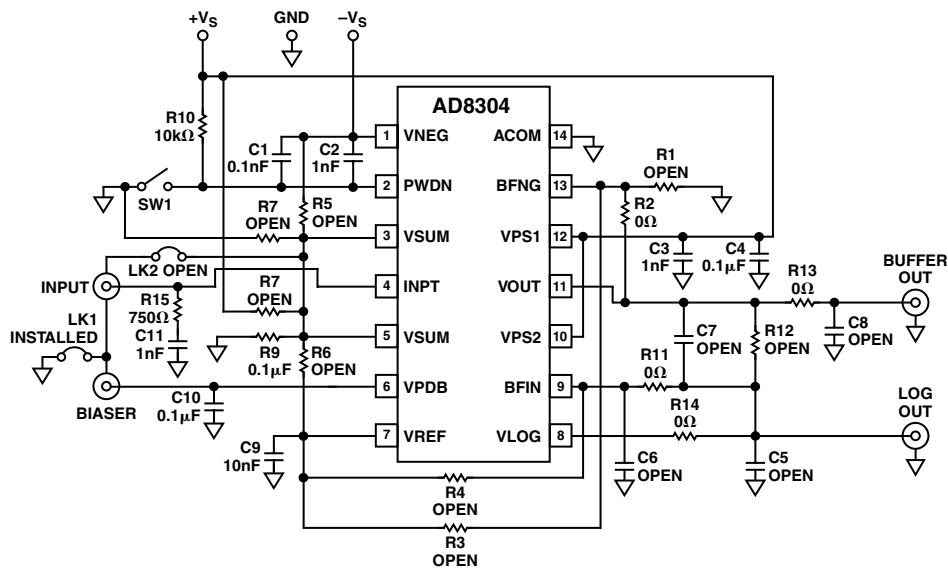 +VS
GND
–VS
AD8304
R10
10kΩ
C1
0.1nF
C2
1nF
1
VNEG
ACOM
14
2
PWDN
BFNG
13
3
VSUM
VPS1
12
4
INPT
VOUT
11
5
VSUM
VPS2
10
6
VPDB
BFIN
9
7
VREF
VLOG
8
R1
OPEN
R2
0Ω
SW1
R7
OPEN
R5
OPEN
LK2 OPEN
INPUT
R15
750Ω
C11
1nF
R7
OPEN
LK1
INSTALLED
R9
0.1µF
R6
OPEN
BIASER
C10
0.1µF
C9
10nF
C3
1nF
C4
0.1µF
R13
0Ω
BUFFER
OUT
C7
OPEN
R12
OPEN
C8
OPEN
R11
0Ω
R14
0Ω
LOG
OUT
C6
OPEN
C5
OPEN
R4
OPEN
R3
OPEN